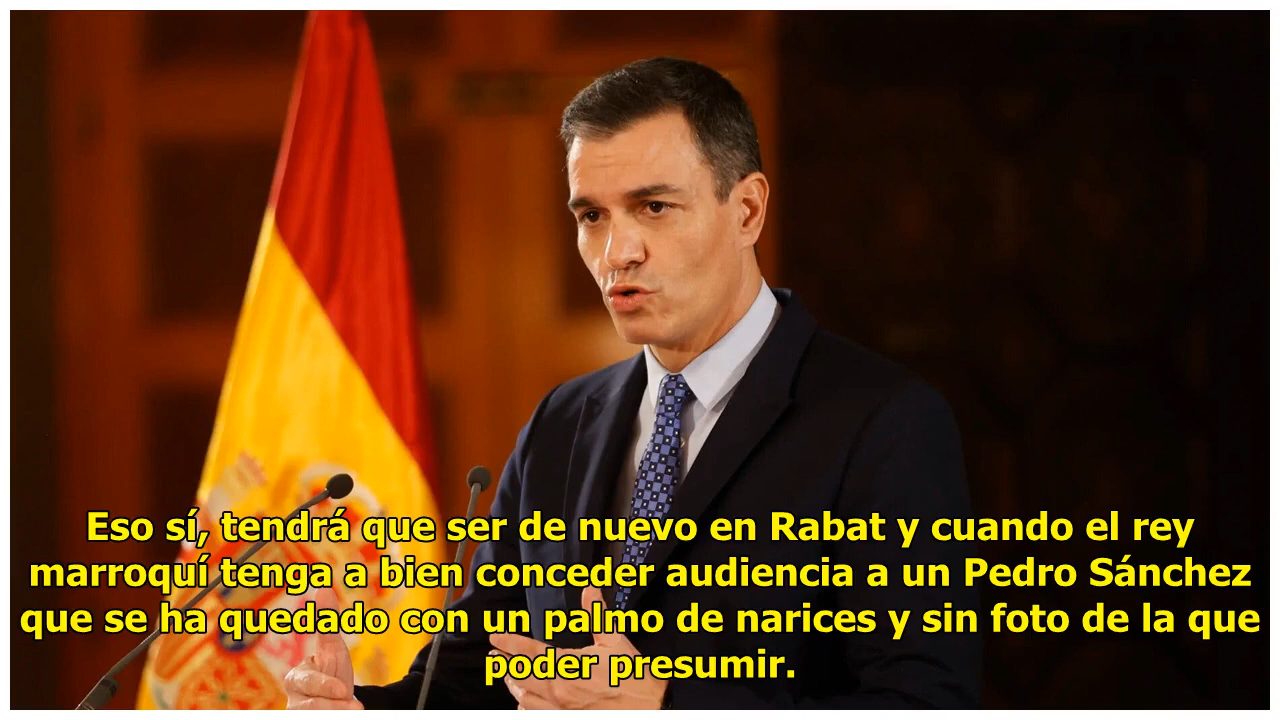 Eso sí, tendrá que ser de nuevo en Rabat y cuando el rey
marroquí tenga a bien conceder audiencia a un Pedro Sánchez
que se ha quedado con un palmo de narices y sin foto de la que
poder presumir.